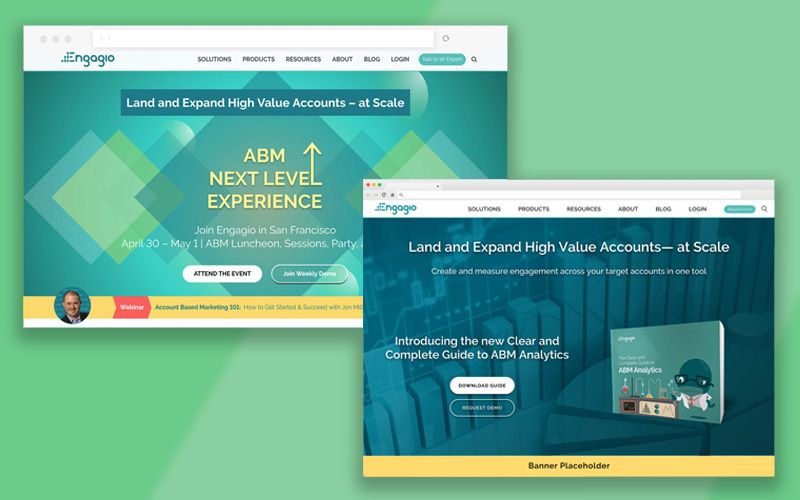 Engagio
SOLUTIONS PRODUCTS RESOURCES ABOUT BLOG LOGIN Talk to an Expert
Land and Expand High Value Accounts – at Scale
ABM
NEXT LEVEL
EXPERIENCE
Join Engagio in San Francisco
April 30 – May 1 | ABM Luncheon, Sessions, Party, a
ATTEND THE EVENT Join Weekly Demo
Webinar Account Based Marketing 101: How to Get Started & Succeed with Jon Mill
Engagio
SOLUTIONS PRODUCTS RESOURCES ABOUT BLOG LOGIN Request Demo
Land and Expand High Value Accounts— at Scale
Create and measure engagement across your target accounts in one tool
Introducing the new Clear and
Complete Guide to ABM Analytics
DOWNLOAD GUIDE
REQUEST DEMO
Engagio
The Clear and
Complete Guide to
ABM Analytics
Banner Placeholder